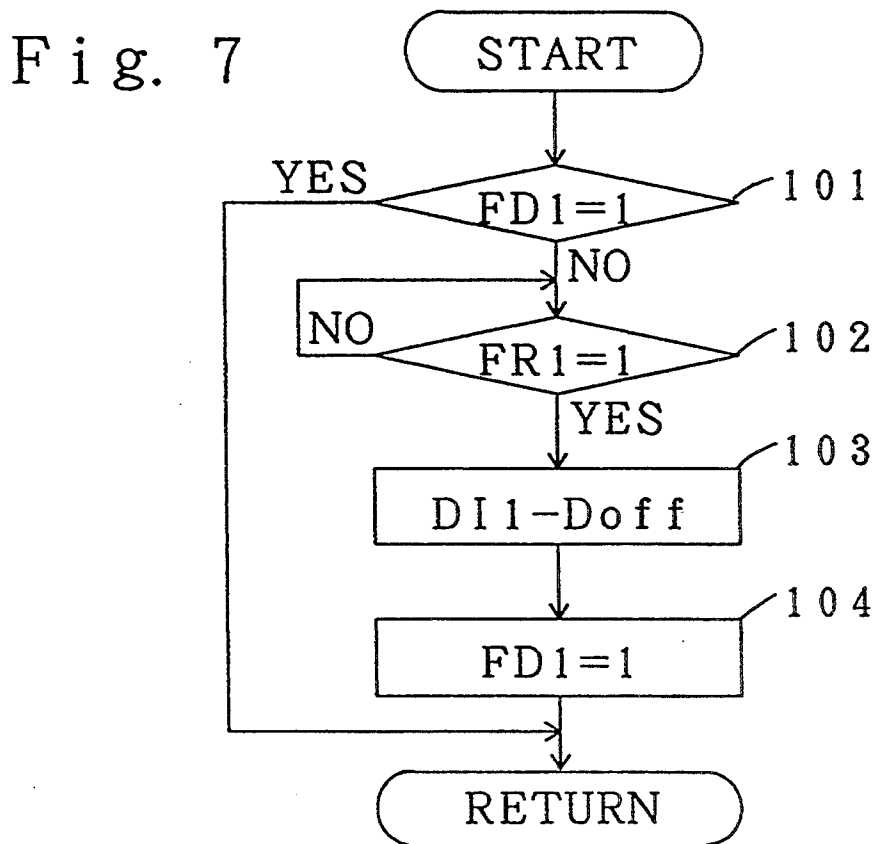 Fig. 7
START
YES
FD1=1
101
NO
NO
FR1=1
102
YES
103
DI1-Doff
104
FD1=1
RETURN